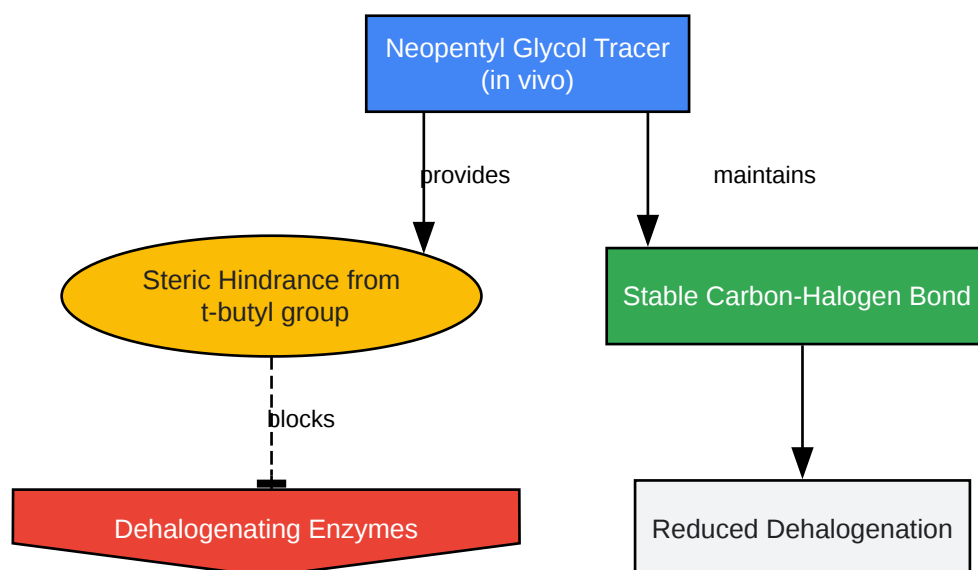 Neopentyl Glycol Tracer
(in vivo)
provides
maintains
Steric Hindrance from
t-butyl group
Stable Carbon-Halogen Bond
blocks
Dehalogenating Enzymes
Reduced Dehalogenation